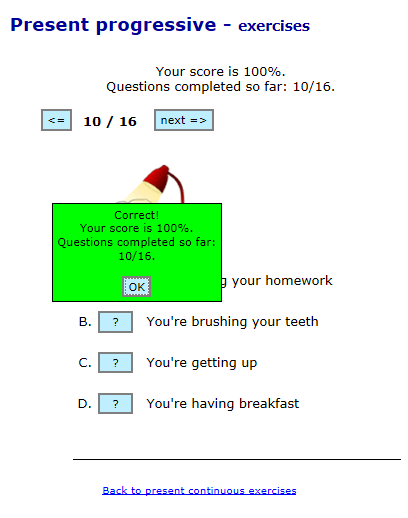 Present progressive - exercises
Your score is 100%.
Questions completed so far: 10/16.
<= 10 / 16 next =>
Correct!
Your score is 100%.
Questions completed so far:
10/16.
OK
your homework
B. ? You're brushing your teeth
C. ? You're getting up
D. ? You're having breakfast
Back to present continuous exercises